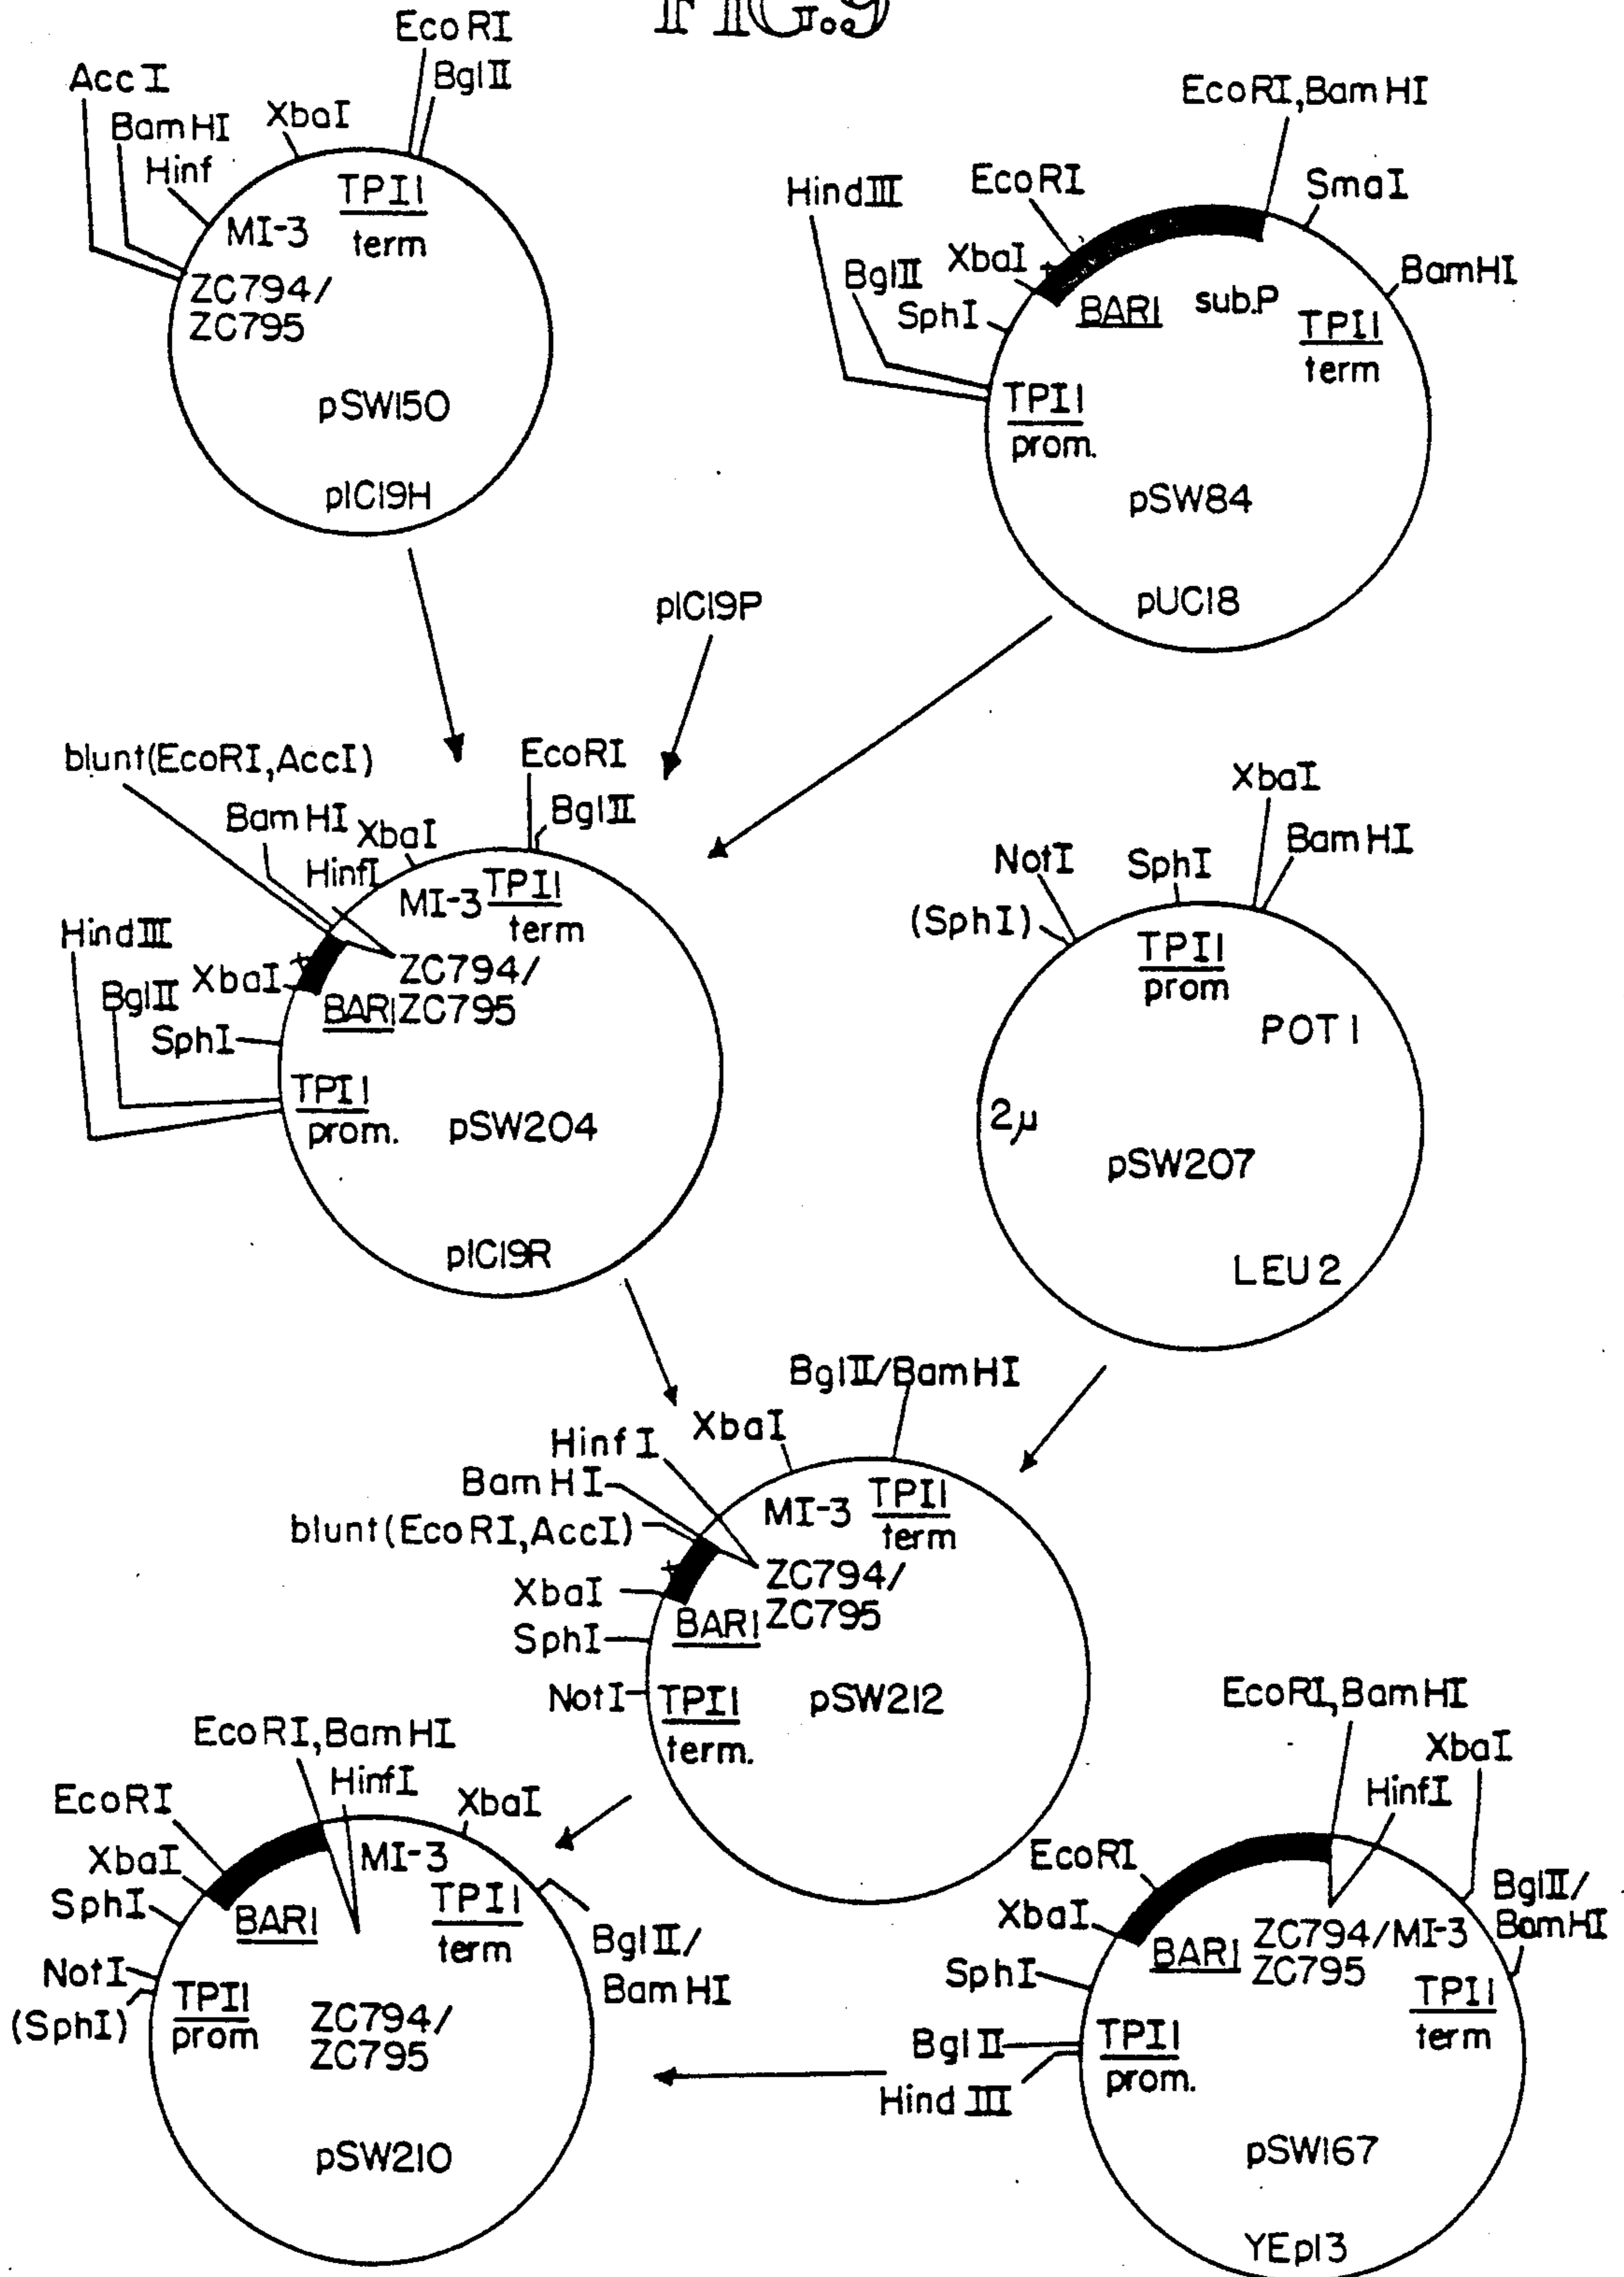 FIG.9
EcoRI
BglII
AccI
BamHI
XbaI
Hinf
TPI1
term
MI-3
ZC794/
ZC795
pSW150
pIC19H
EcoRI,BamHI
SmaI
EcoRI
HindIII
XbaI
BglII
SphI
BamHI
BAR1
sub.P
TPI1
term
TPI1
prom.
pSW84
pUC18
pIC19P
blunt(EcoRI,AccI)
EcoRI
BglII
BamHI
XbaI
HinfI
MI-3
TPI1
term
HindIII
BglII
XbaI
SphI
ZC794/
BAR1
ZC795
TPI1
prom.
pSW204
pIC19R
XbaI
BamHI
NotI
SphI
(SphI)
TPI1
prom
POT1
2μ
pSW207
LEU2
BglII/BamHI
XbaI
HinfI
BamHI
blunt(EcoRI,AccI)
MI-3
TPI1
term
XbaI
ZC794/
ZC795
BAR1
SphI
NotI
TPI1
term.
pSW212
EcoRI,BamHI
HinfI
XbaI
EcoRI
XbaI
SphI
MI-3
BAR1
TPI1
term
BglII/
BamHI
NotI
(SphI)
TPI1
prom
ZC794/
ZC795
pSW210
EcoRI,BamHI
XbaI
HinfI
EcoRI
BglII/
BamHI
XbaI
SphI
BAR1
ZC794/MI-3
ZC795
TPI1
term
BglII
HindIII
TPI1
prom.
pSW167
YEp13